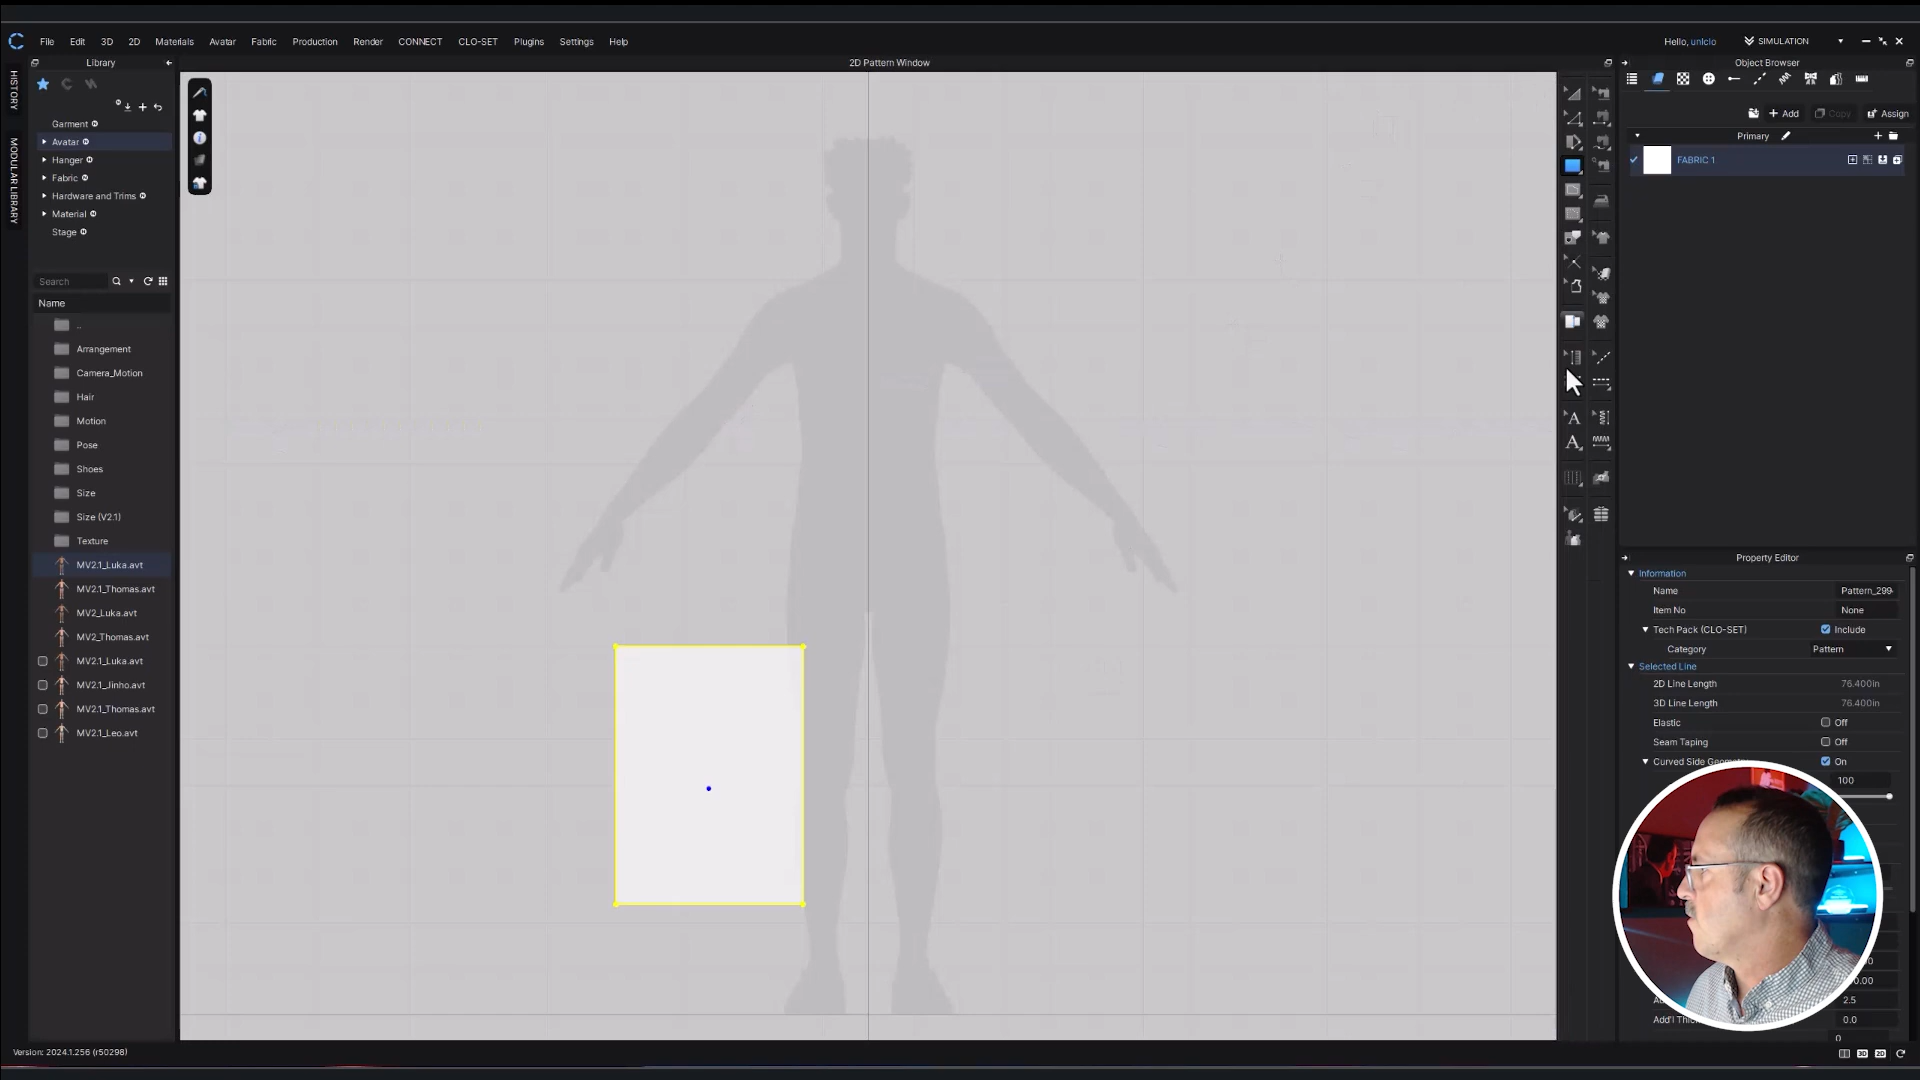 File Edit 3D 2D Materials Avatar Fabric Production Render CONNECT CLO-SET Plugins Settings Help
Hello, unlclo
SIMULATION
HISTORY
MODULAR LIBRARY
Library
Garment
Avatar
Hanger
Fabric
Hardware and Trims
Material
Stage
Search
Name
..
Arrangement
Camera_Motion
Hair
Motion
Pose
Shoes
Size
Size (V2.1)
Texture
MV2.1_Luka.avt
MV2.1_Thomas.avt
MV2_Luka.avt
MV2_Thomas.avt
MV2.1_Luka.avt
MV2.1_Jinho.avt
MV2.1_Thomas.avt
MV2.1_Leo.avt
2D Pattern Window
Object Browser
Add Copy Assign
Primary
FABRIC 1
Property Editor
Information
Name Pattern_299
Item No None
Tech Pack (CLO-SET) Include
Category Pattern
Selected Line
2D Line Length 76.400in
3D Line Length 76.400in
Elastic Off
Seam Taping Off
Curved Side On
100
2.5
Add'l 0.0
0
Version: 2024.1.256 (r50298)
3D 2D